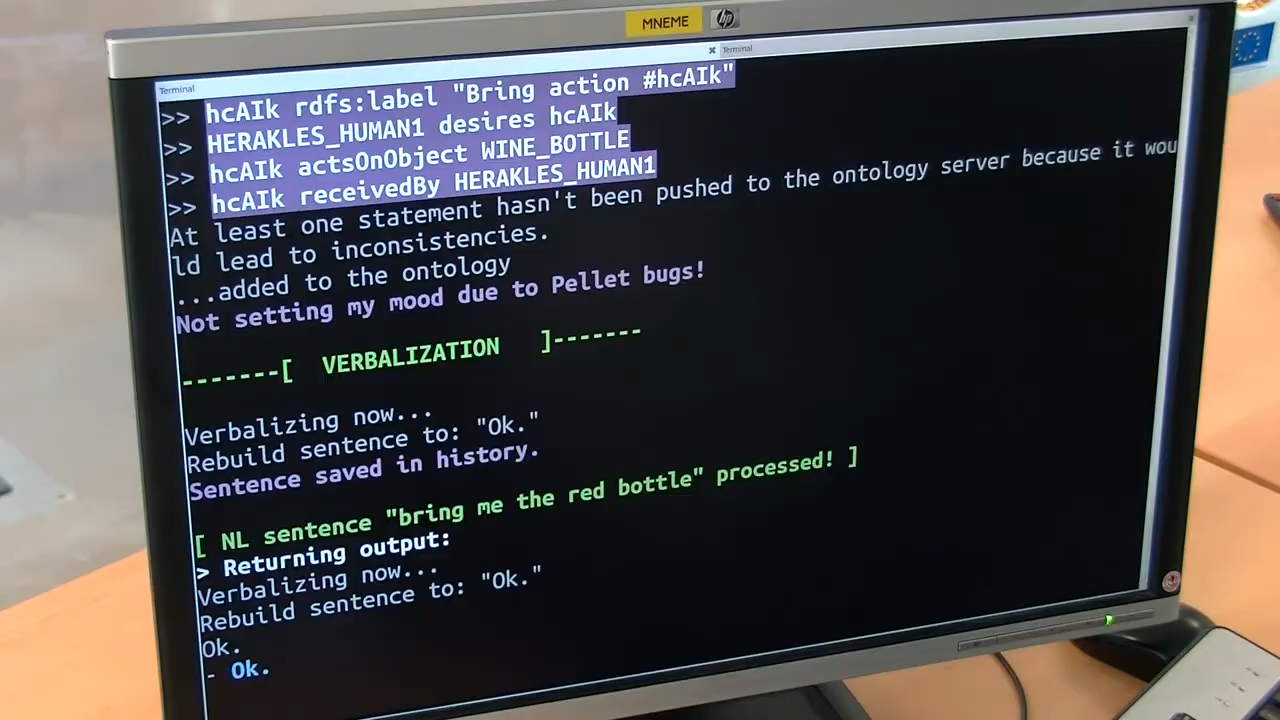 MNEME
hp
Terminal
Terminal
>> hcAIk rdfs:label "Bring action #hcAIk"
>> HERAKLES_HUMAN1 desires hcAIk
>> hcAIk actsOnObject WINE_BOTTLE
>> hcAIk receivedBy HERAKLES_HUMAN1
At least one statement hasn't been pushed to the ontology server because it wou
ld lead to inconsistencies.
...added to the ontology
Not setting my mood due to Pellet bugs!
-------[ VERBALIZATION ]-------
Verbalizing now...
Rebuild sentence to: "Ok."
Sentence saved in history.
[ NL sentence "bring me the red bottle" processed! ]
> Returning output:
Verbalizing now...
Rebuild sentence to: "Ok."
Ok.
- Ok.